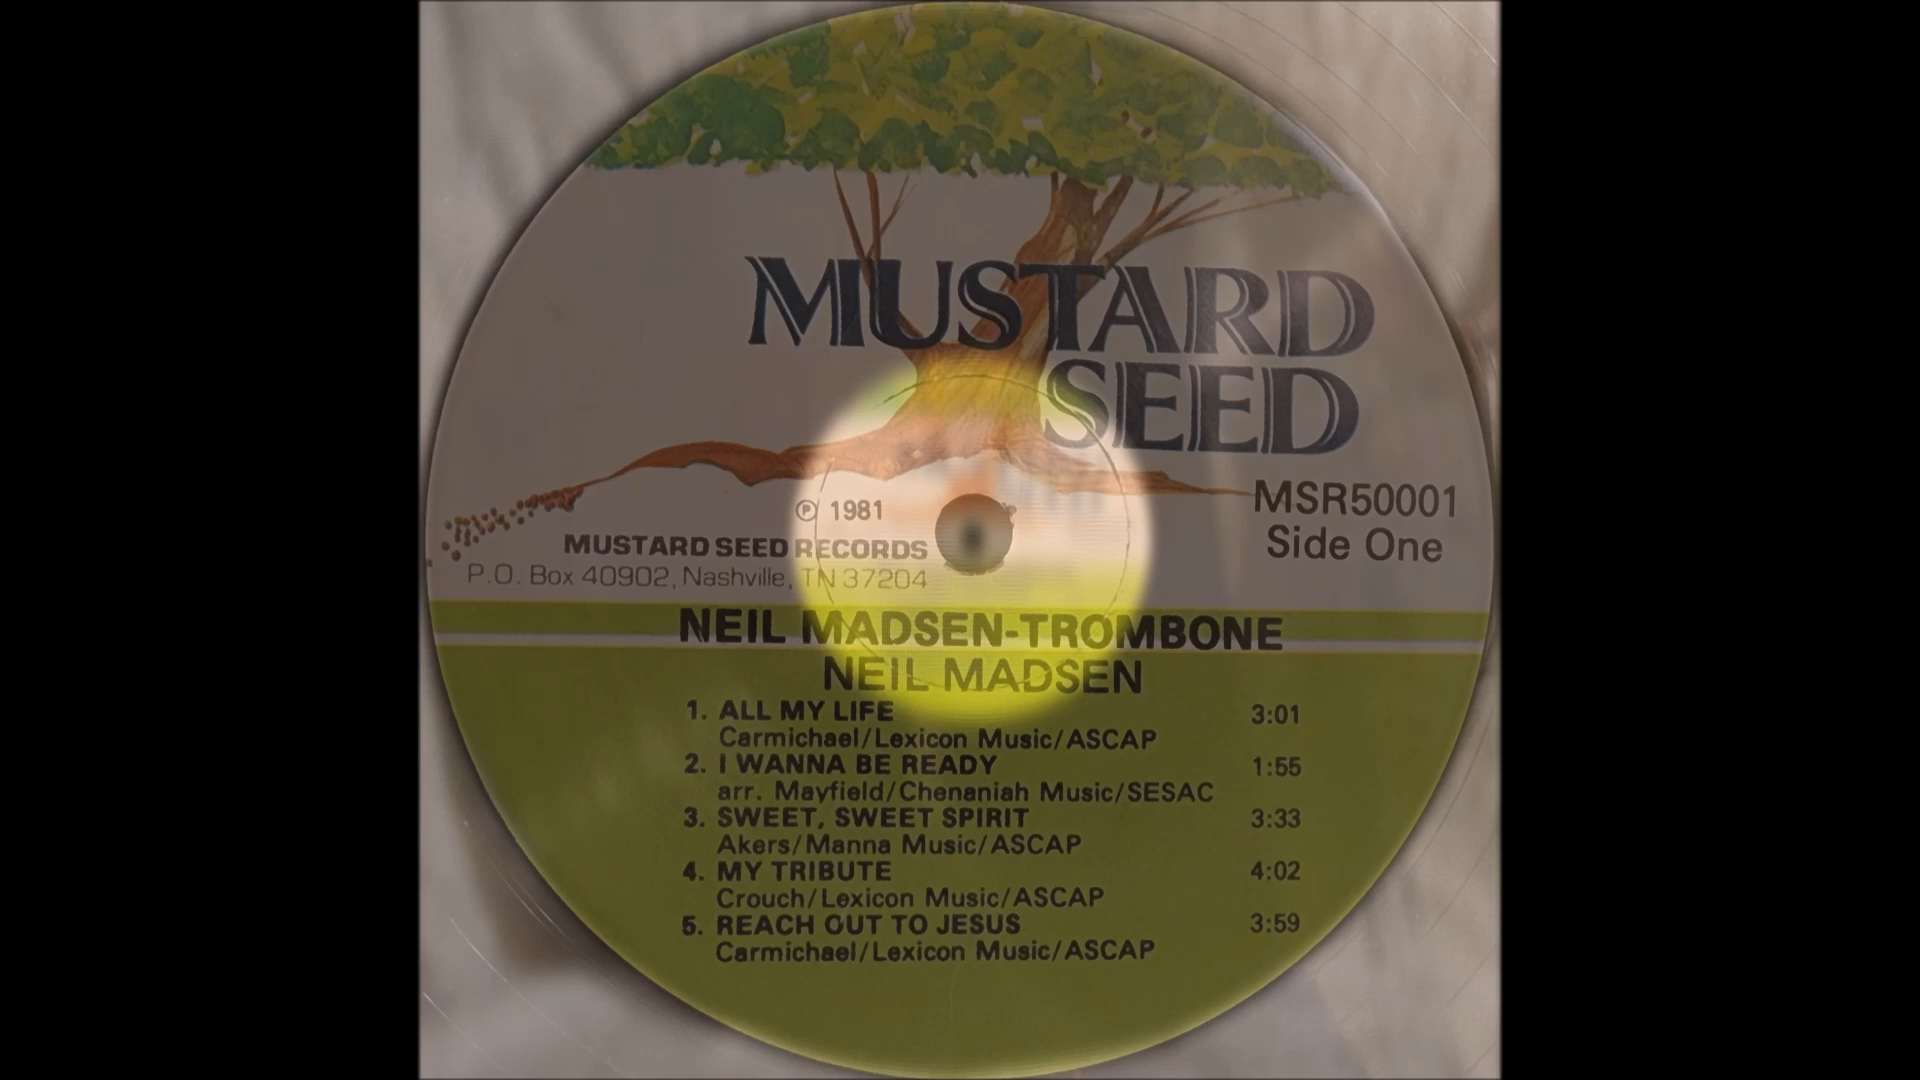 MUSTARD
SEED
MSR50001
Side One
℗ 1981
MUSTARD SEED RECORDS
P.O. Box 40902, Nashville, TN 37204
NEIL MADSEN-TROMBONE
NEIL MADSEN
1. ALL MY LIFE 3:01
Carmichael/Lexicon Music/ASCAP
2. I WANNA BE READY 1:55
arr. Mayfield/Chenaniah Music/SESAC
3. SWEET, SWEET SPIRIT 3:33
Akers/Manna Music/ASCAP
4. MY TRIBUTE 4:02
Crouch/Lexicon Music/ASCAP
5. REACH OUT TO JESUS 3:59
Carmichael/Lexicon Music/ASCAP